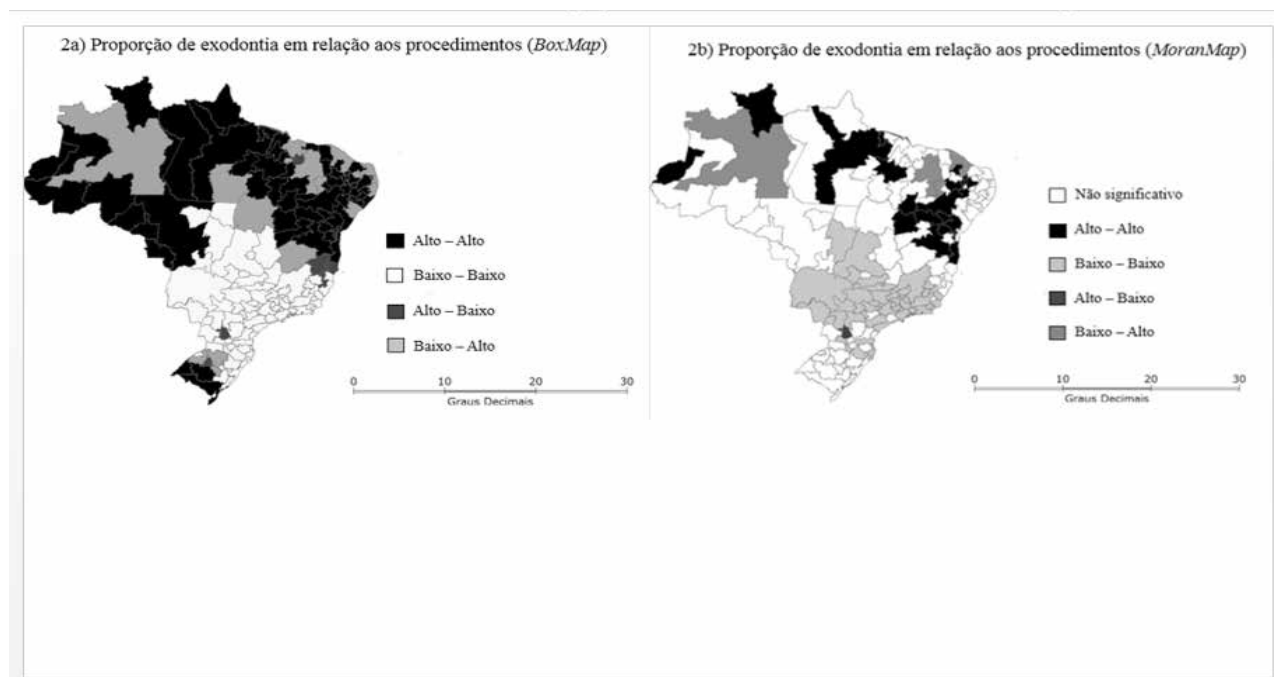 2a) Proporção de exodontia em relação aos procedimentos (BoxMap)
Alto – Alto
Baixo – Baixo
Alto – Baixo
Baixo – Alto
0 10 20 30
Graus Decimais
2b) Proporção de exodontia em relação aos procedimentos (MoranMap)
Não significativo
Alto – Alto
Baixo – Baixo
Alto – Baixo
Baixo – Alto
0 10 20 30
Graus Decimais